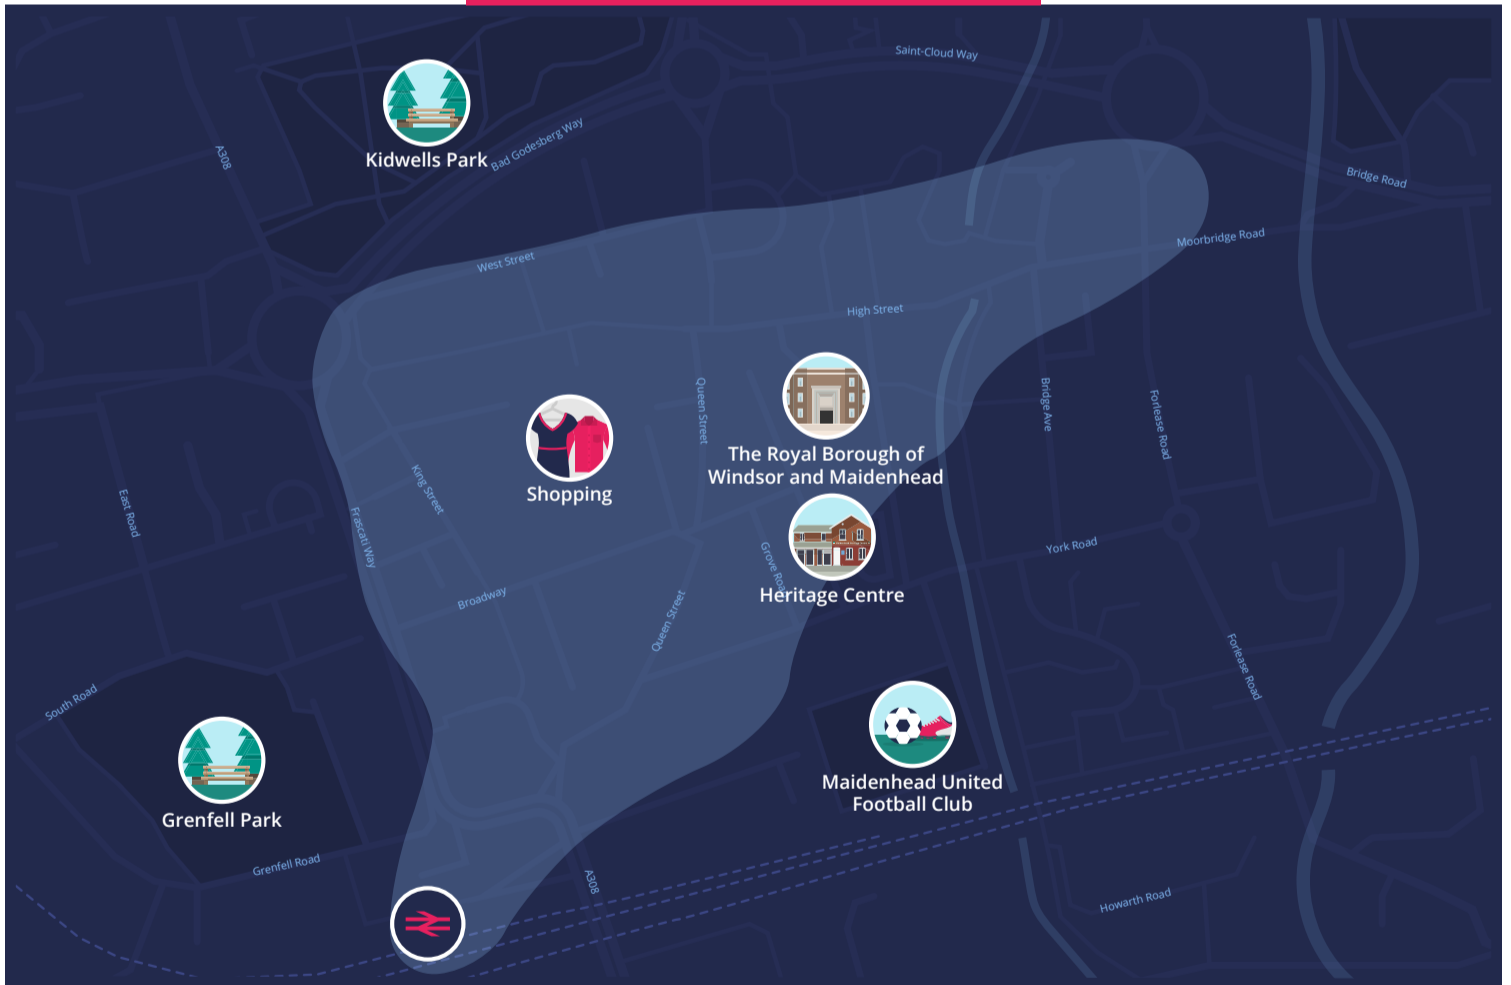 Saint-Cloud Way
Bad Godesberg Way
A308
Kidwells Park
Bridge Road
Moorbridge Road
West Street
High Street
Queen Street
Bridge Ave
Forlease Road
The Royal Borough of
Windsor and Maidenhead
Shopping
King Street
East Road
Frascati Way
Grove Roa
York Road
Heritage Centre
Broadway
Queen Street
Forlease Road
South Road
Maidenhead United
Football Club
Grenfell Park
Grenfell Road
A308
Howarth Road